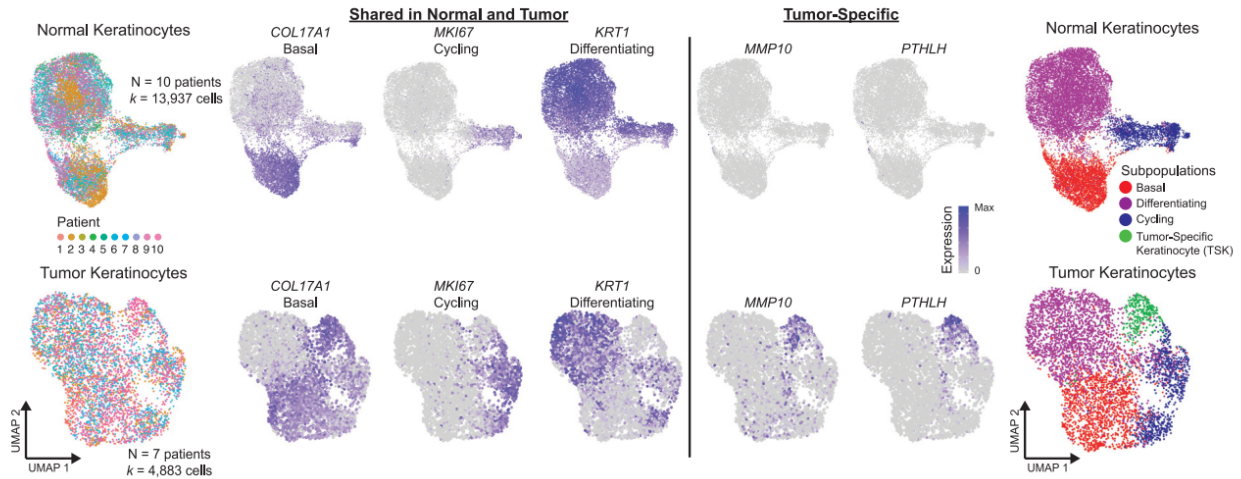 Shared in Normal and Tumor
Tumor-Specific
Normal Keratinocytes
N = 10 patients
k = 13,937 cells
COL17A1
Basal
MKI67
Cycling
KRT1
Differentiating
MMP10
PTHLH
Normal Keratinocytes
Patient
1 2 3 4 5 6 7 8 9 10
Expression
Max
0
Subpopulations
Basal
Differentiating
Cycling
Tumor-Specific
Keratinocyte (TSK)
Tumor Keratinocytes
COL17A1
Basal
MKI67
Cycling
KRT1
Differentiating
MMP10
PTHLH
Tumor Keratinocytes
UMAP 2
UMAP 1
N = 7 patients
k = 4,883 cells
UMAP 2
UMAP 1